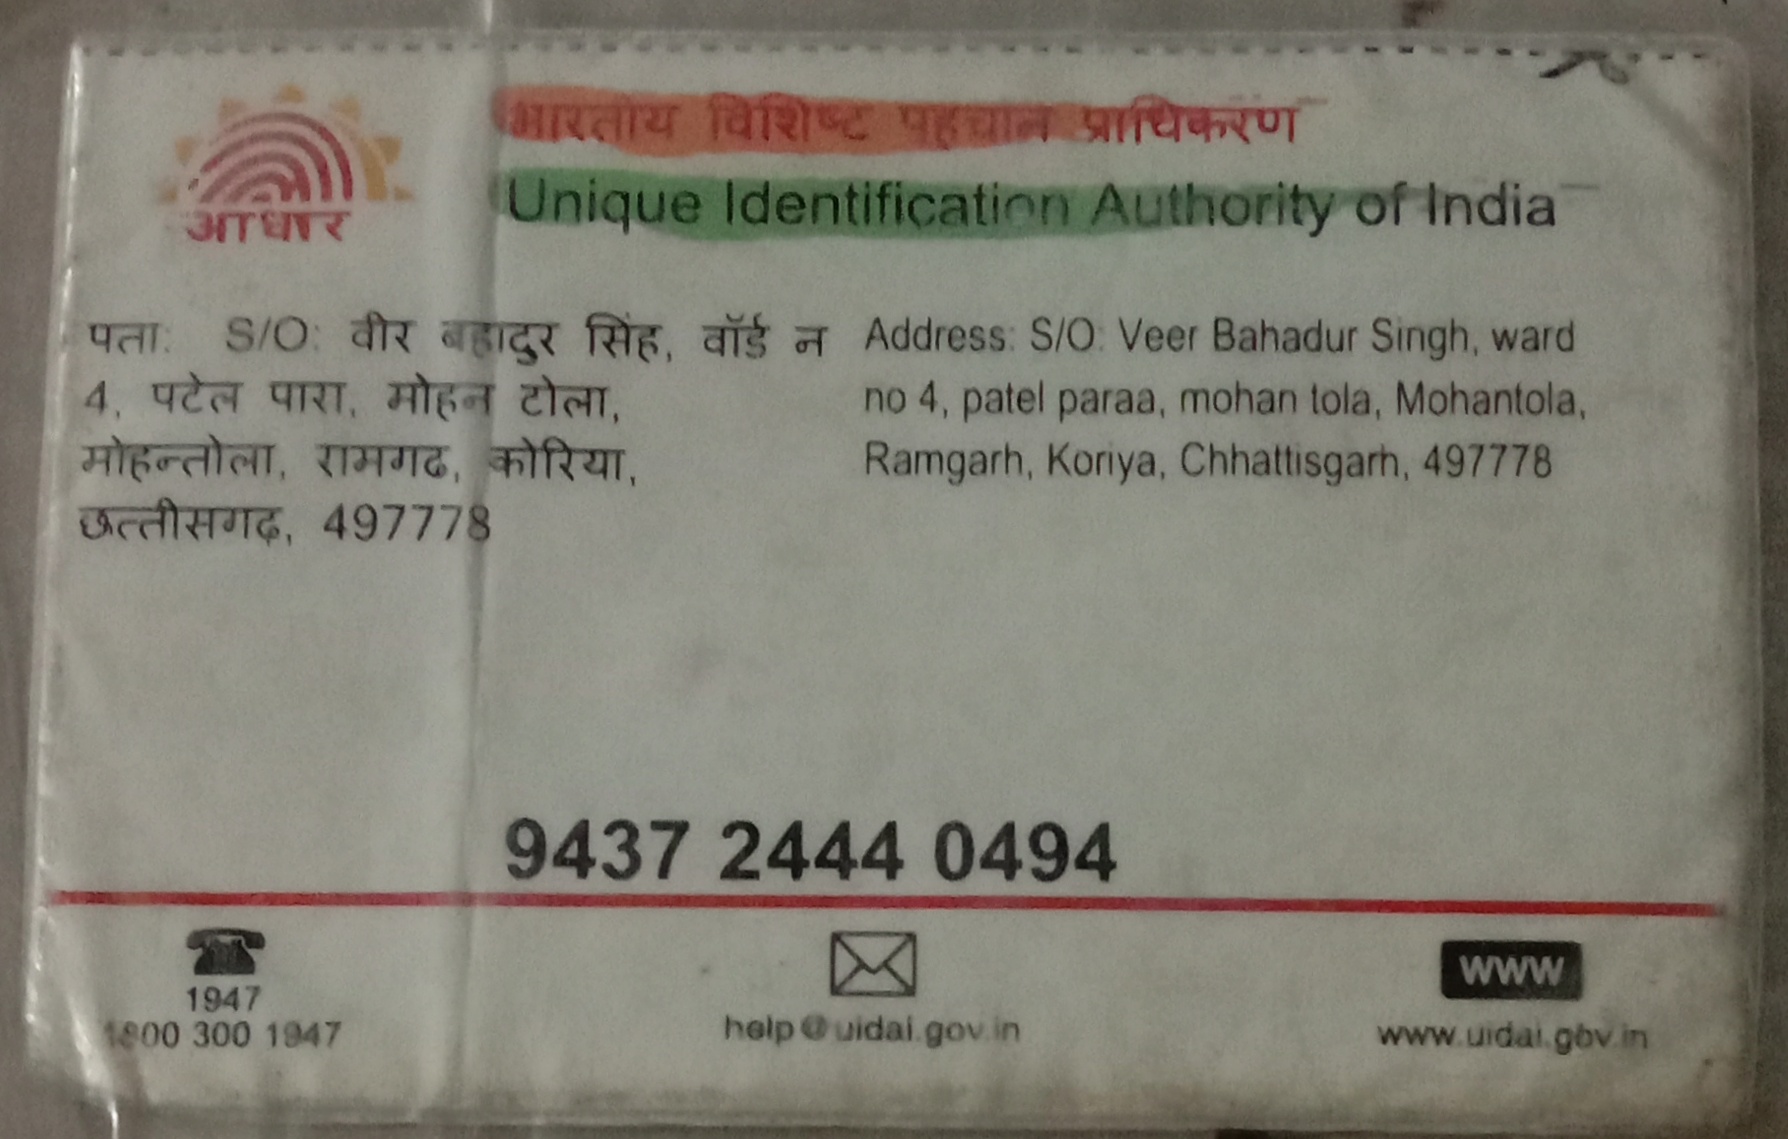 आधार
भारतीय विशिष्ट पहचान प्राधिकरण
Unique Identification Authority of India
पता: S/O: वीर बहादुर सिंह, वॉर्ड न
4, पटेल पारा, मोहन टोला,
मोहन्तोला, रामगढ, कोरिया,
छत्तीसगढ़, 497778
Address: S/O: Veer Bahadur Singh, ward
no 4, patel paraa, mohan tola, Mohantola,
Ramgarh, Koriya, Chhattisgarh, 497778
9437 2444 0494
1947
1800 300 1947
help@uidai.gov.in
WWW
www.uidai.gov.in